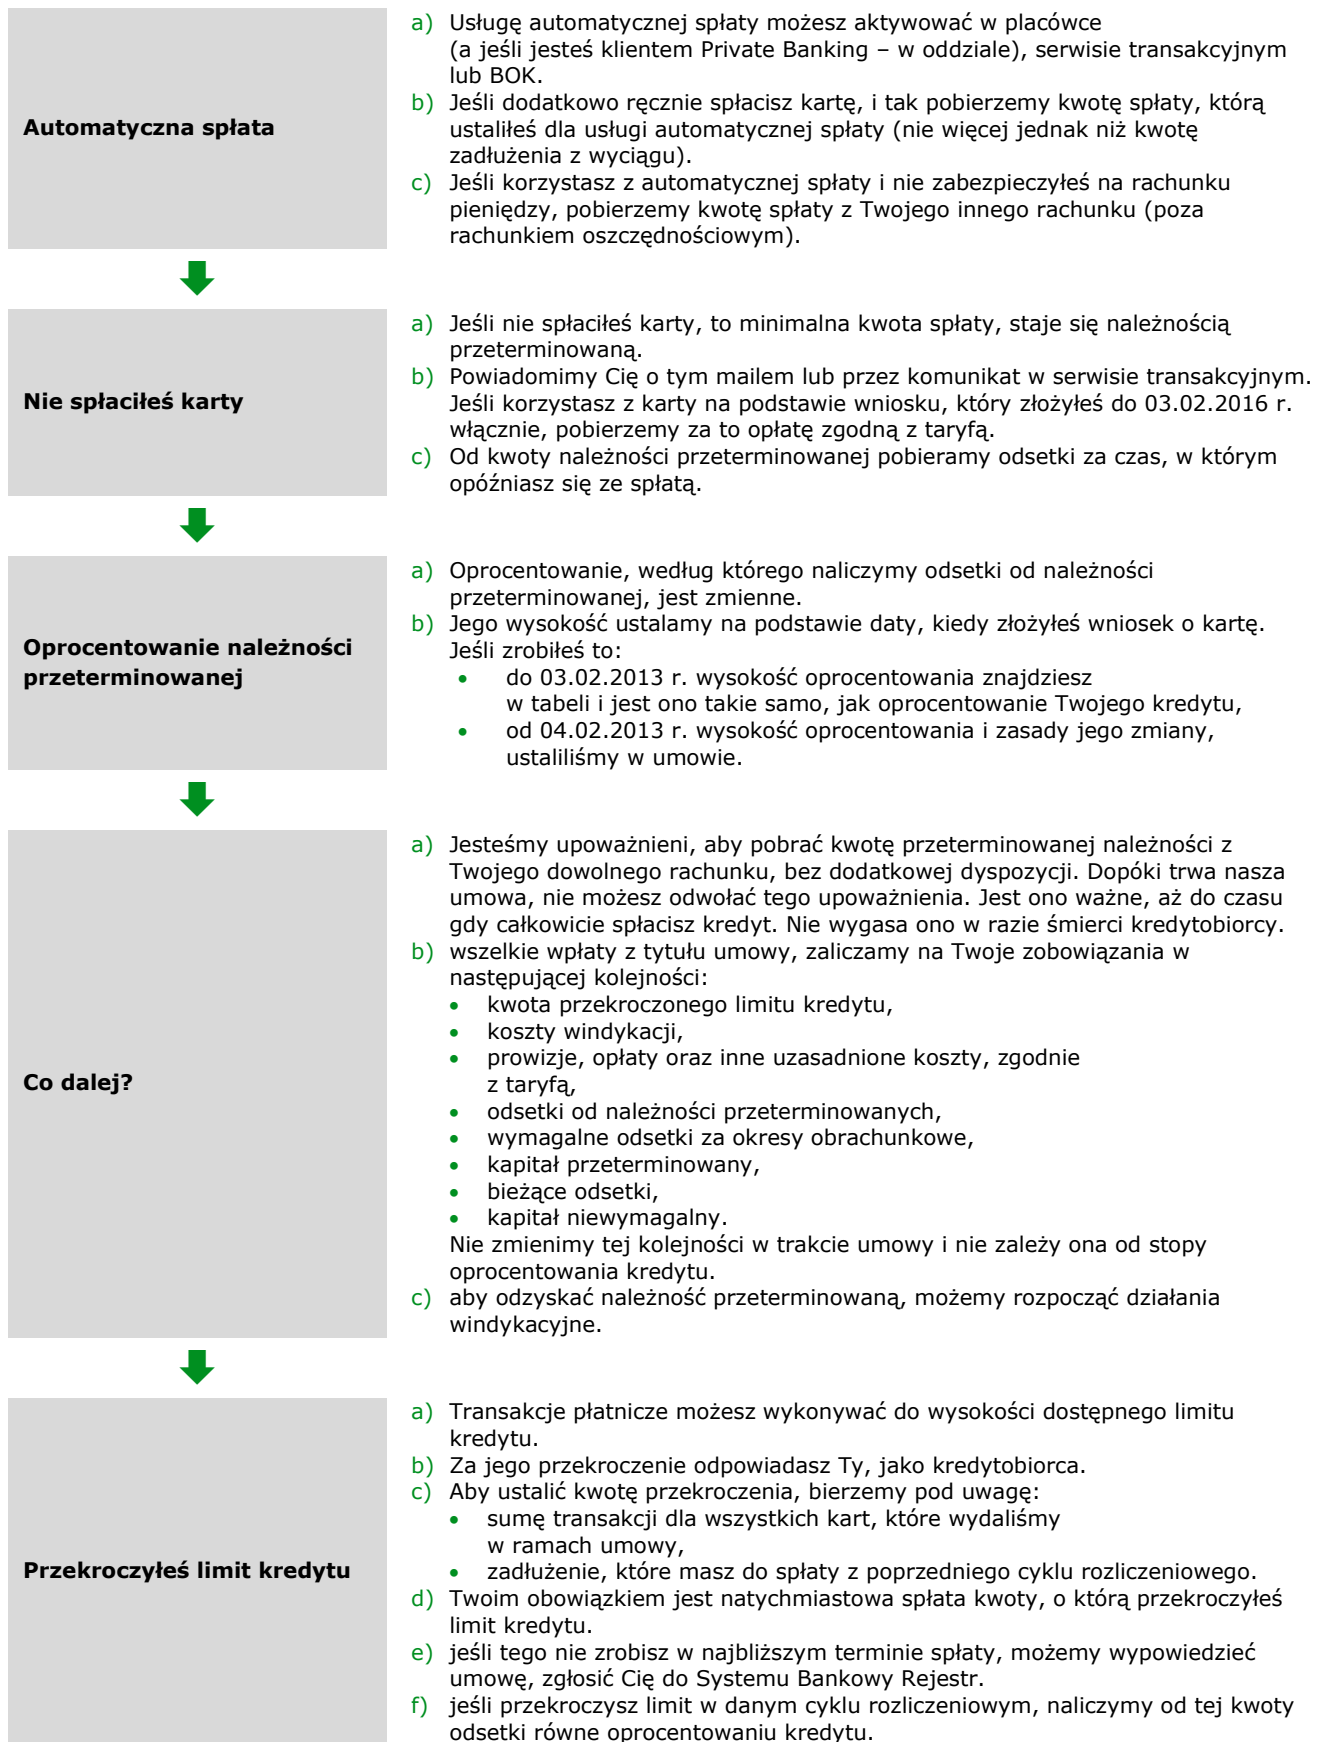 Automatyczna spłata
a) Usługę automatycznej spłaty możesz aktywować w placówce
(a jeśli jesteś klientem Private Banking – w oddziale), serwisie transakcyjnym
lub BOK.
b) Jeśli dodatkowo ręcznie spłacisz kartę, i tak pobierzemy kwotę spłaty, którą
ustaliłeś dla usługi automatycznej spłaty (nie więcej jednak niż kwotę
zadłużenia z wyciągu).
c) Jeśli korzystasz z automatycznej spłaty i nie zabezpieczyłeś na rachunku
pieniędzy, pobierzemy kwotę spłaty z Twojego innego rachunku (poza
rachunkiem oszczędnościowym).
Nie spłaciłeś karty
a) Jeśli nie spłaciłeś karty, to minimalna kwota spłaty, staje się należnością
przeterminowaną.
b) Powiadomimy Cię o tym mailem lub przez komunikat w serwisie transakcyjnym.
Jeśli korzystasz z karty na podstawie wniosku, który złożyłeś do 03.02.2016 r.
włącznie, pobierzemy za to opłatę zgodną z taryfą.
c) Od kwoty należności przeterminowanej pobieramy odsetki za czas, w którym
opóźniasz się ze spłatą.
Oprocentowanie należności
przeterminowanej
a) Oprocentowanie, według którego naliczymy odsetki od należności
przeterminowanej, jest zmienne.
b) Jego wysokość ustalamy na podstawie daty, kiedy złożyłeś wniosek o kartę.
Jeśli zrobiłeś to:
• do 03.02.2013 r. wysokość oprocentowania znajdziesz
w tabeli i jest ono takie samo, jak oprocentowanie Twojego kredytu,
• od 04.02.2013 r. wysokość oprocentowania i zasady jego zmiany,
ustaliliśmy w umowie.
Co dalej?
a) Jesteśmy upoważnieni, aby pobrać kwotę przeterminowanej należności z
Twojego dowolnego rachunku, bez dodatkowej dyspozycji. Dopóki trwa nasza
umowa, nie możesz odwołać tego upoważnienia. Jest ono ważne, aż do czasu
gdy całkowicie spłacisz kredyt. Nie wygasa ono w razie śmierci kredytobiorcy.
b) wszelkie wpłaty z tytułu umowy, zaliczamy na Twoje zobowiązania w
następującej kolejności:
• kwota przekroczonego limitu kredytu,
• koszty windykacji,
• prowizje, opłaty oraz inne uzasadnione koszty, zgodnie
z taryfą,
• odsetki od należności przeterminowanych,
• wymagalne odsetki za okresy obrachunkowe,
• kapitał przeterminowany,
• bieżące odsetki,
• kapitał niewymagalny.
Nie zmienimy tej kolejności w trakcie umowy i nie zależy ona od stopy
oprocentowania kredytu.
c) aby odzyskać należność przeterminowaną, możemy rozpocząć działania
windykacyjne.
Przekroczyłeś limit kredytu
a) Transakcje płatnicze możesz wykonywać do wysokości dostępnego limitu
kredytu.
b) Za jego przekroczenie odpowiadasz Ty, jako kredytobiorca.
c) Aby ustalić kwotę przekroczenia, bierzemy pod uwagę:
• sumę transakcji dla wszystkich kart, które wydaliśmy
w ramach umowy,
• zadłużenie, które masz do spłaty z poprzedniego cyklu rozliczeniowego.
d) Twoim obowiązkiem jest natychmiastowa spłata kwoty, o którą przekroczyłeś
limit kredytu.
e) jeśli tego nie zrobisz w najbliższym terminie spłaty, możemy wypowiedzieć
umowę, zgłosić Cię do Systemu Bankowy Rejestr.
f) jeśli przekroczysz limit w danym cyklu rozliczeniowym, naliczymy od tej kwoty
odsetki równe oprocentowaniu kredytu.